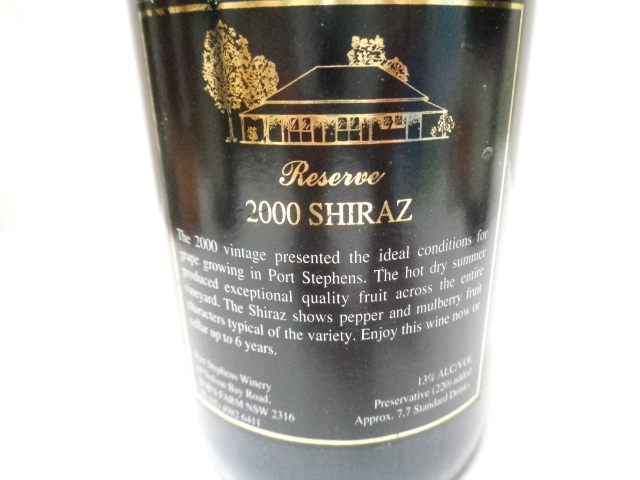 Reserve
2000 SHIRAZ
The 2000 vintage presented the ideal conditions for
grape growing in Port Stephens. The hot dry summer
produced exceptional quality fruit across the entire
vineyard. The Shiraz shows pepper and mulberry fruit
characters typical of the variety. Enjoy this wine now or
cellar up to 6 years.
Port Stephens Winery
Nelson Bay Road,
NSW 2316
13% ALC/VOL
Preservative (220) added
Approx. 7.7 Standard Drinks